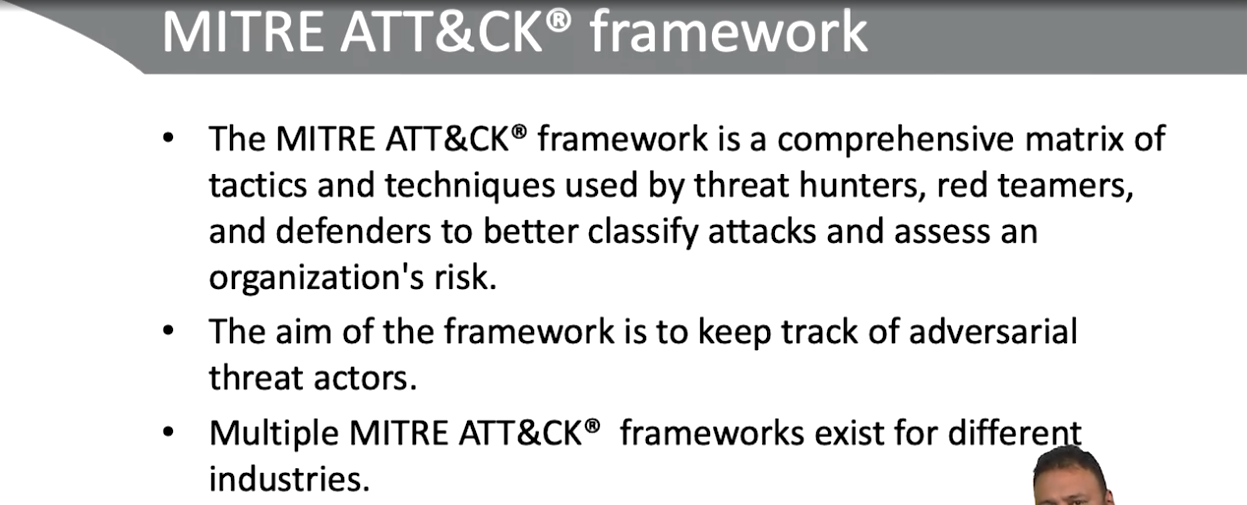 MITRE ATT&CK® framework
• The MITRE ATT&CK® framework is a comprehensive matrix of
tactics and techniques used by threat hunters, red teamers,
and defenders to better classify attacks and assess an
organization's risk.
• The aim of the framework is to keep track of adversarial
threat actors.
• Multiple MITRE ATT&CK® frameworks exist for different
industries.